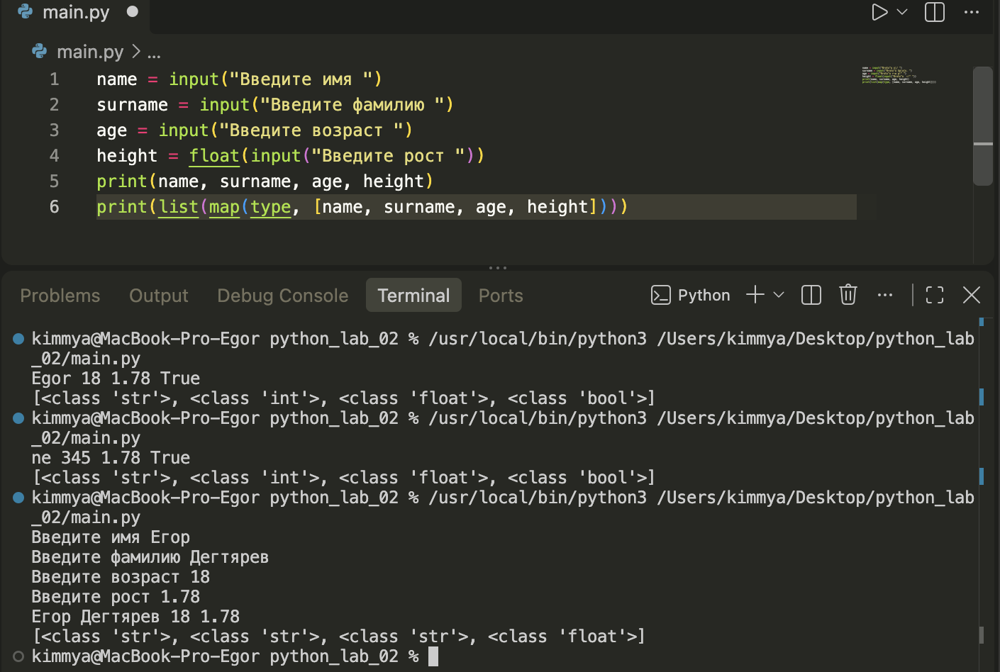 main.py
main.py > ...
1 name = input("Введите имя ")
2 surname = input("Введите фамилию ")
3 age = input("Введите возраст ")
4 height = float(input("Введите рост "))
5 print(name, surname, age, height)
6 print(list(map(type, [name, surname, age, height])))
Problems Output Debug Console Terminal Ports Python
kimmya@MacBook-Pro-Egor python_lab_02 % /usr/local/bin/python3 /Users/kimmya/Desktop/python_lab
_02/main.py
Egor 18 1.78 True
[<class 'str'>, <class 'int'>, <class 'float'>, <class 'bool'>]
kimmya@MacBook-Pro-Egor python_lab_02 % /usr/local/bin/python3 /Users/kimmya/Desktop/python_lab
_02/main.py
ne 345 1.78 True
[<class 'str'>, <class 'int'>, <class 'float'>, <class 'bool'>]
kimmya@MacBook-Pro-Egor python_lab_02 % /usr/local/bin/python3 /Users/kimmya/Desktop/python_lab
_02/main.py
Введите имя Егор
Введите фамилию Дегтярев
Введите возраст 18
Введите рост 1.78
Егор Дегтярев 18 1.78
[<class 'str'>, <class 'str'>, <class 'str'>, <class 'float'>]
kimmya@MacBook-Pro-Egor python_lab_02 %